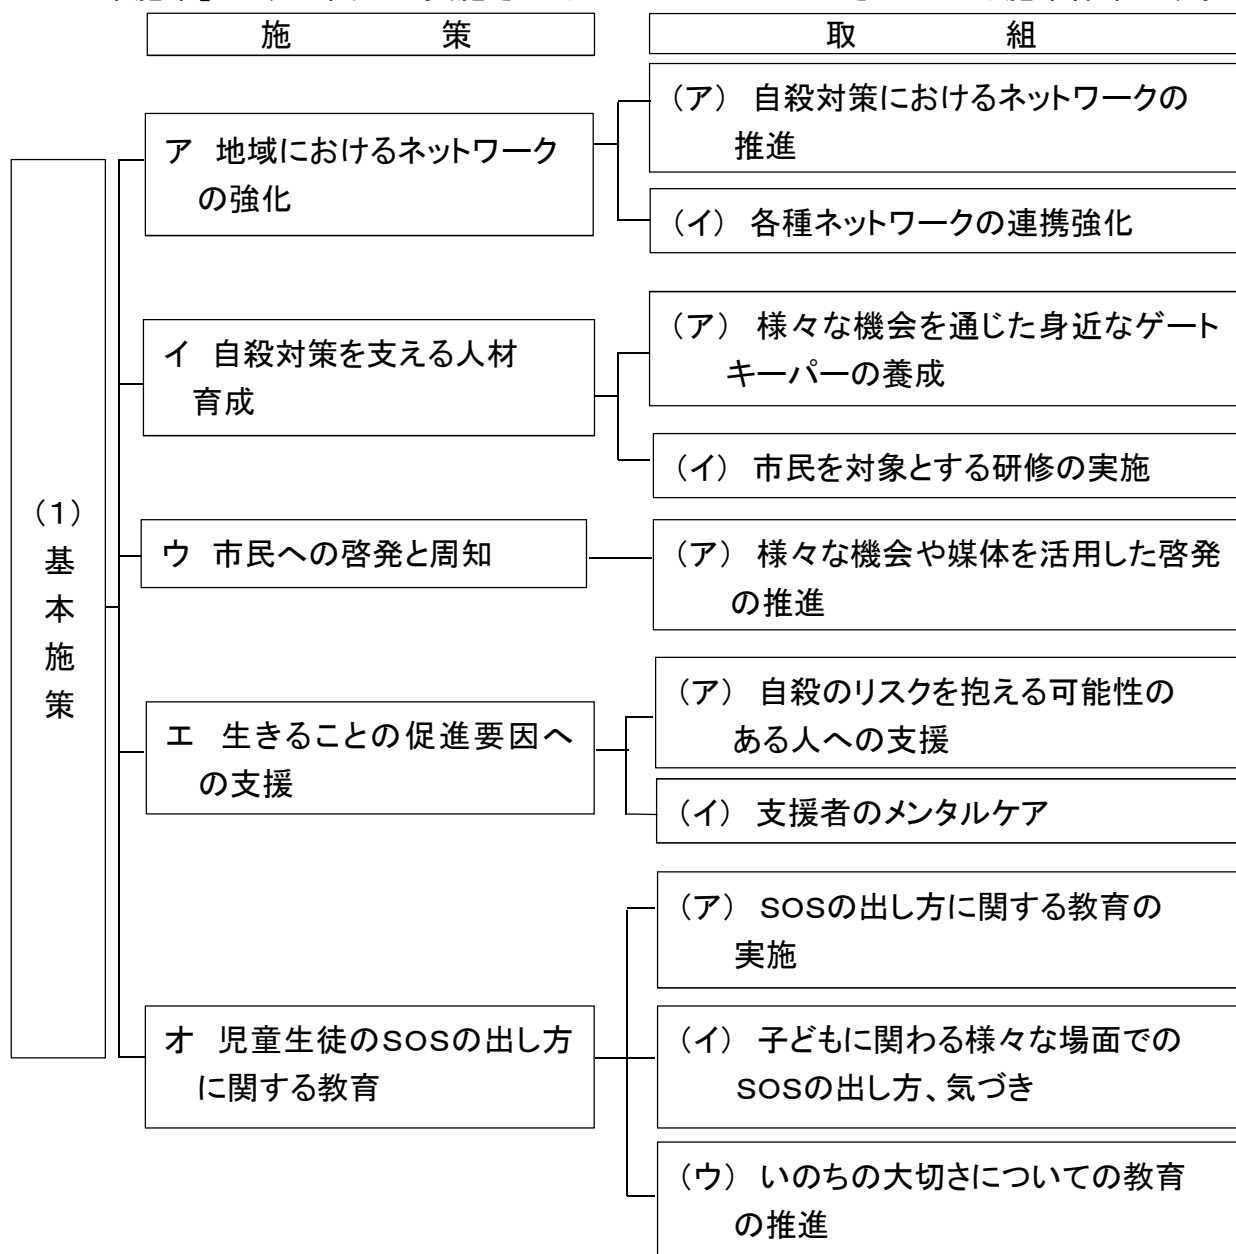 施策
取組
(1)
基
本
施
策
ア 地域におけるネットワーク
の強化
(ア) 自殺対策におけるネットワークの
推進
(イ) 各種ネットワークの連携強化
イ 自殺対策を支える人材
育成
(ア) 様々な機会を通じた身近なゲート
キーパーの養成
(イ) 市民を対象とする研修の実施
ウ 市民への啓発と周知
(ア) 様々な機会や媒体を活用した啓発
の推進
エ 生きることの促進要因へ
の支援
(ア) 自殺のリスクを抱える可能性の
ある人への支援
(イ) 支援者のメンタルケア
オ 児童生徒のSOSの出し方
に関する教育
(ア) SOSの出し方に関する教育の
実施
(イ) 子どもに関わる様々な場面での
SOSの出し方、気づき
(ウ) いのちの大切さについての教育
の推進